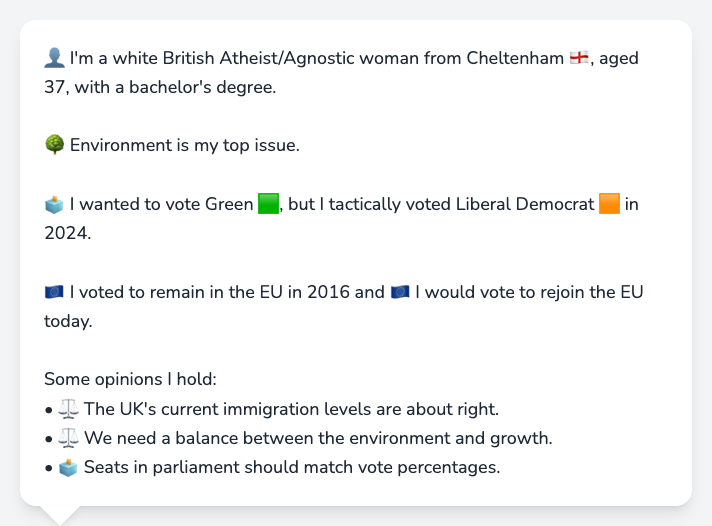 👤 I'm a white British Atheist/Agnostic woman from Cheltenham 🏴󠁧󠁢󠁥󠁮󠁧󠁿, aged
37, with a bachelor's degree.
🌳 Environment is my top issue.
🗳️ I wanted to vote Green 🟩, but I tactically voted Liberal Democrat 🟧 in
2024.
🇪🇺 I voted to remain in the EU in 2016 and 🇪🇺 I would vote to rejoin the EU
today.
Some opinions I hold:
• ⚖️ The UK's current immigration levels are about right.
• ⚖️ We need a balance between the environment and growth.
• 🗳️ Seats in parliament should match vote percentages.